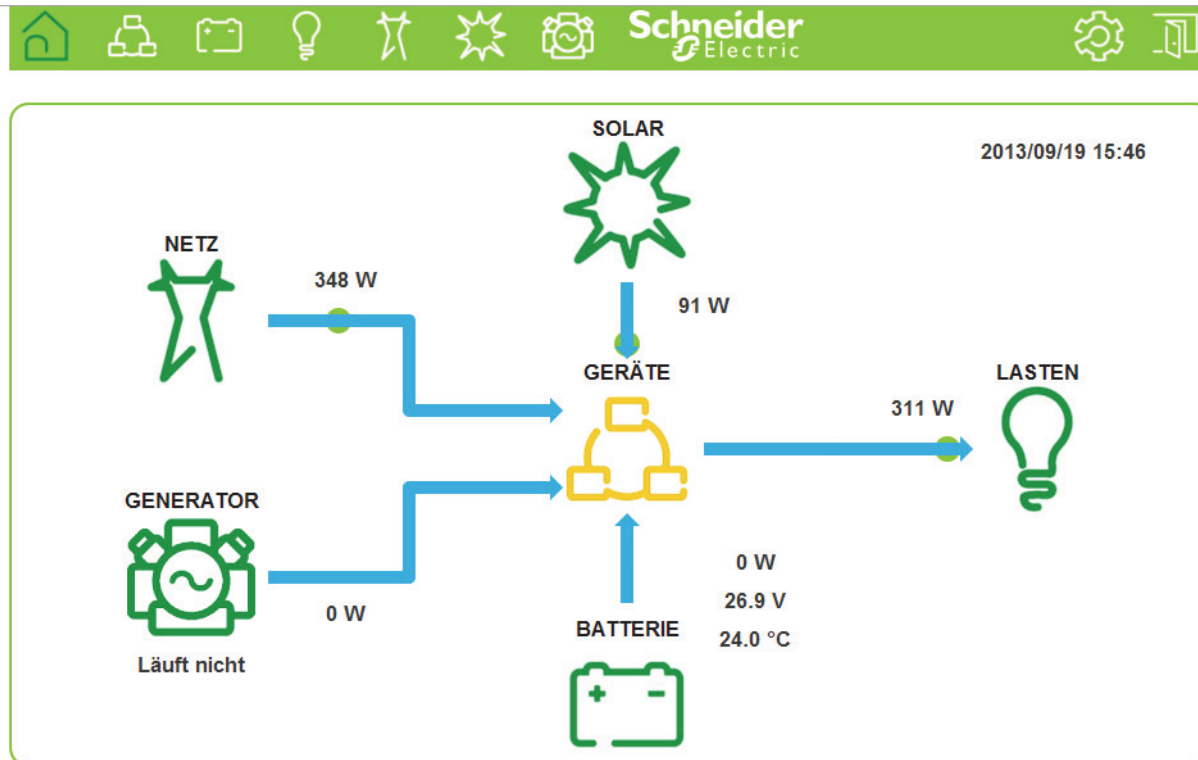 Schneider
Electric
SOLAR
2013/09/19 15:46
NETZ
348 W
91 W
GERÄTE
LASTEN
311 W
GENERATOR
0 W
Läuft nicht
0 W
26.9 V
24.0 °C
BATTERIE